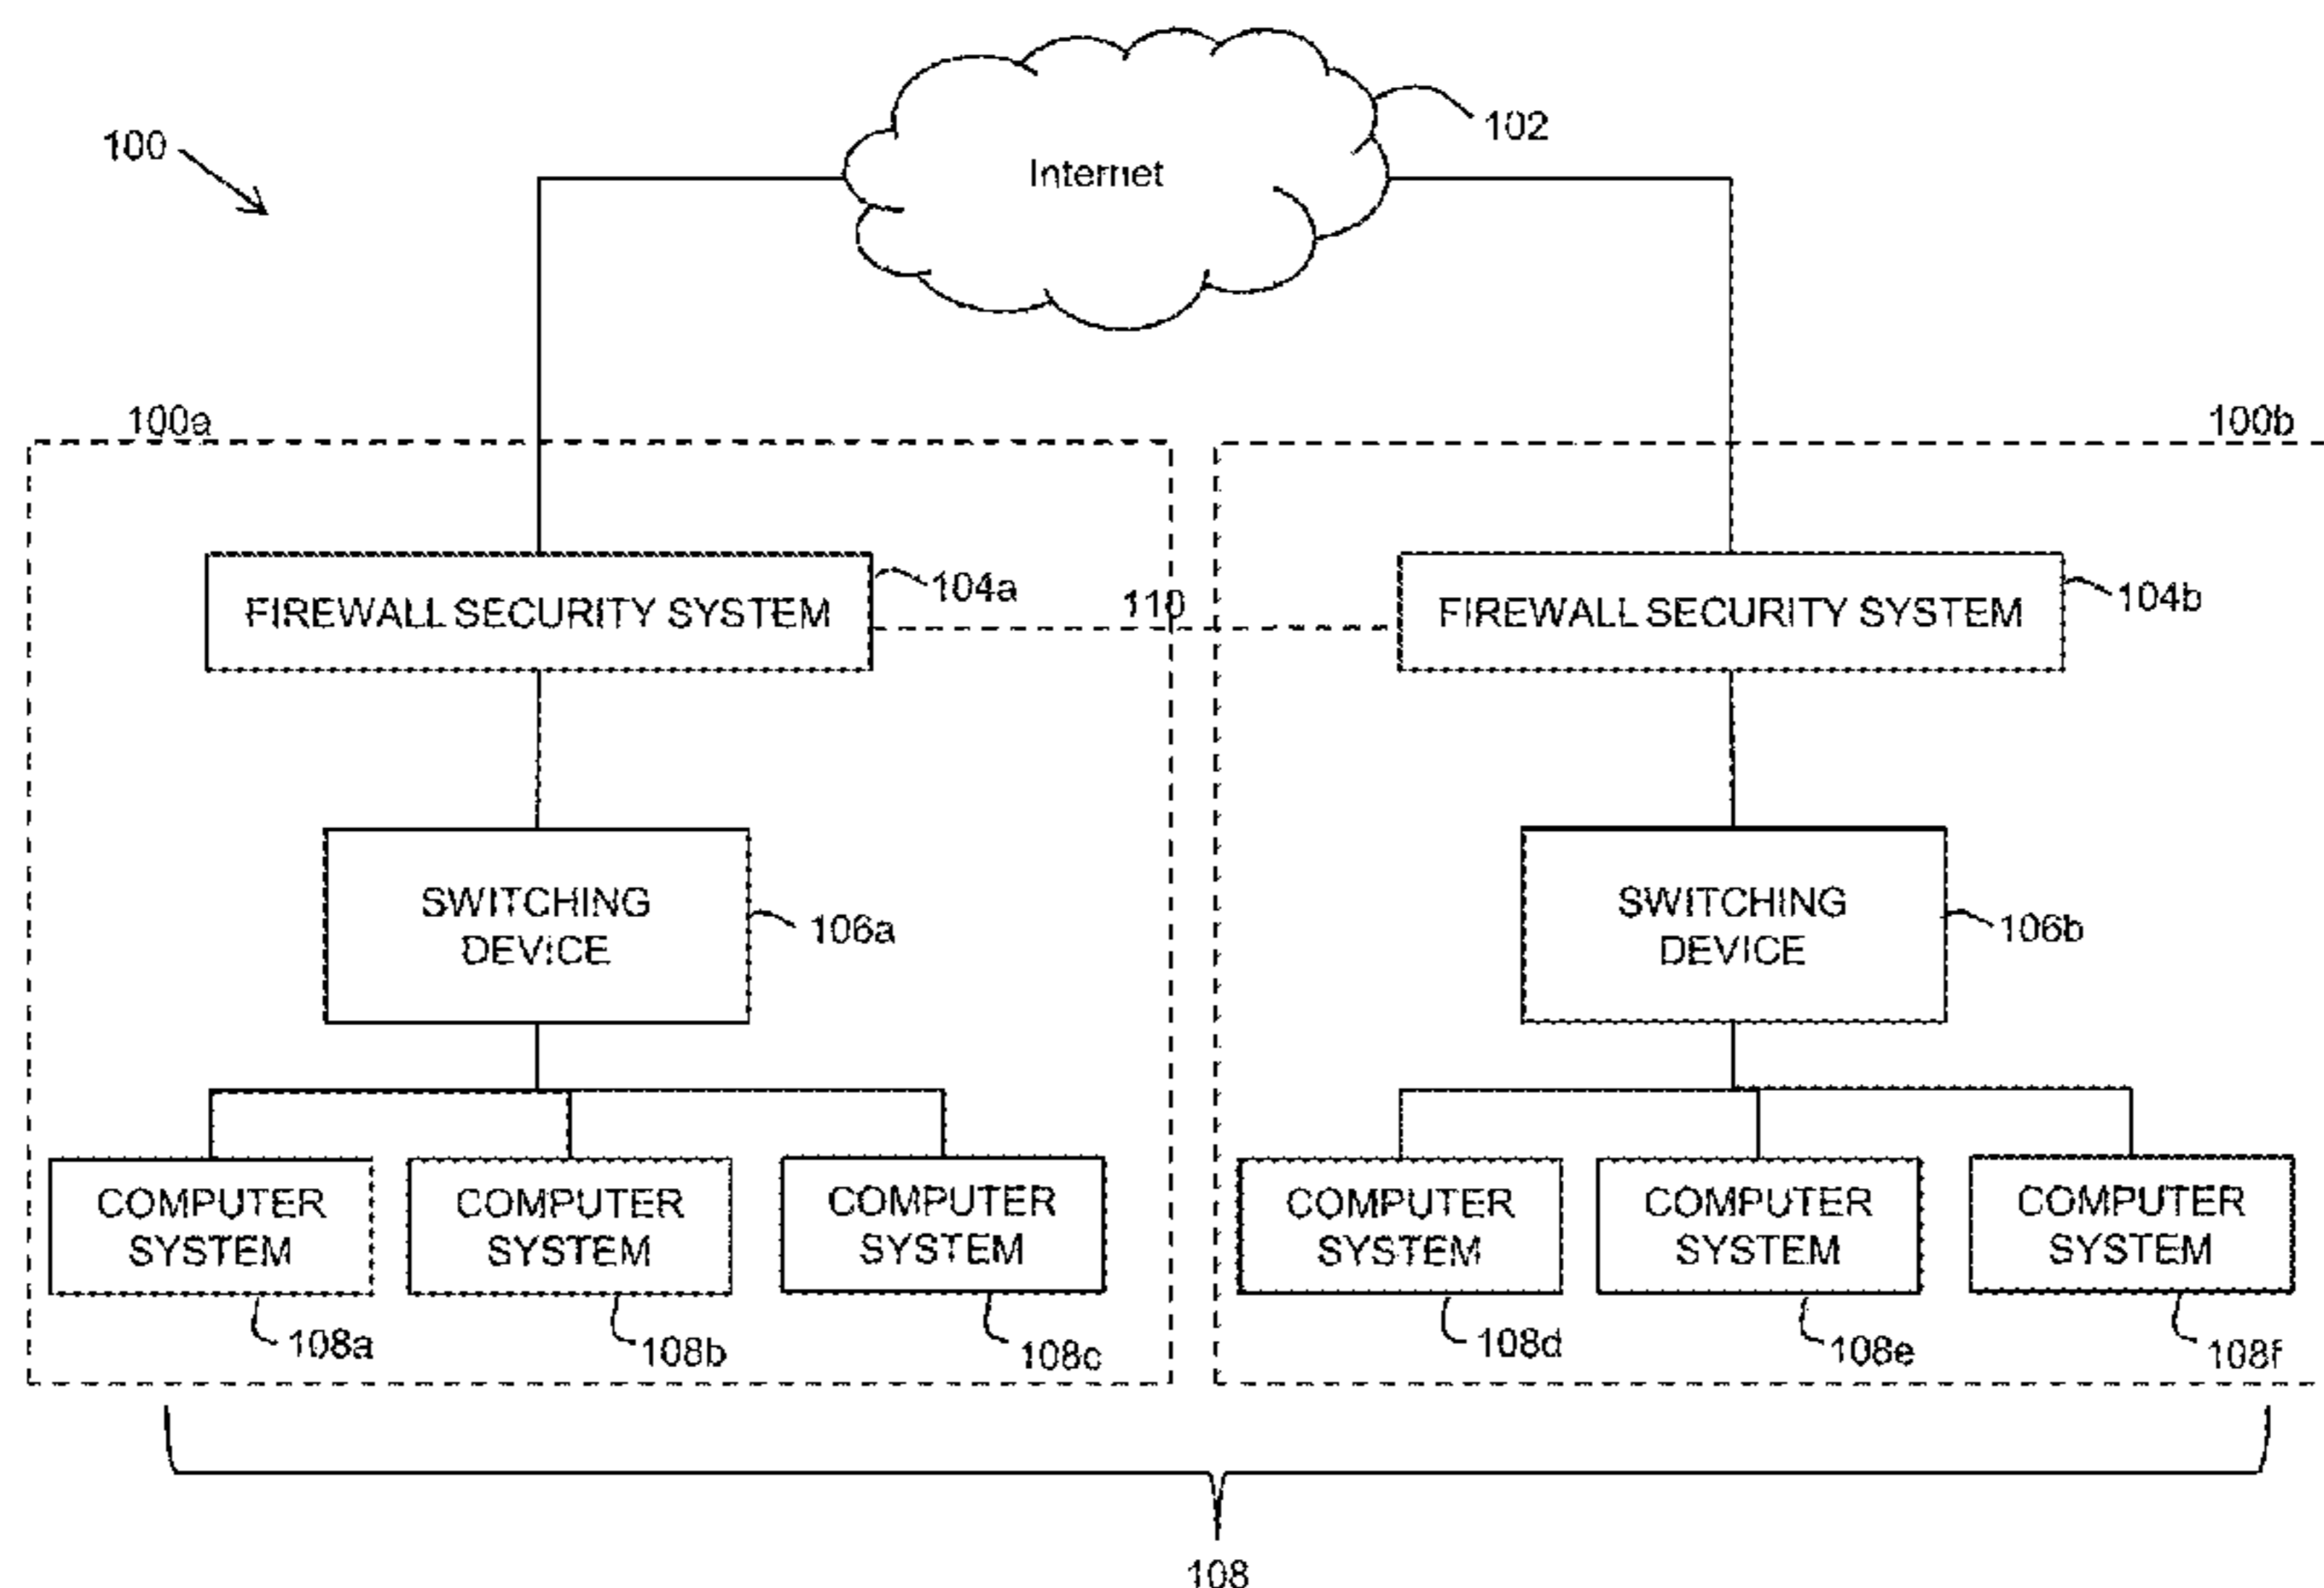 100
102
Internet
100a
100b
FIREWALL SECURITY SYSTEM
104a
110
FIREWALL SECURITY SYSTEM
104b
SWITCHING
DEVICE
106a
SWITCHING
DEVICE
106b
COMPUTER
SYSTEM
COMPUTER
SYSTEM
COMPUTER
SYSTEM
COMPUTER
SYSTEM
COMPUTER
SYSTEM
COMPUTER
SYSTEM
108a
108b
108c
108d
108e
108f
108